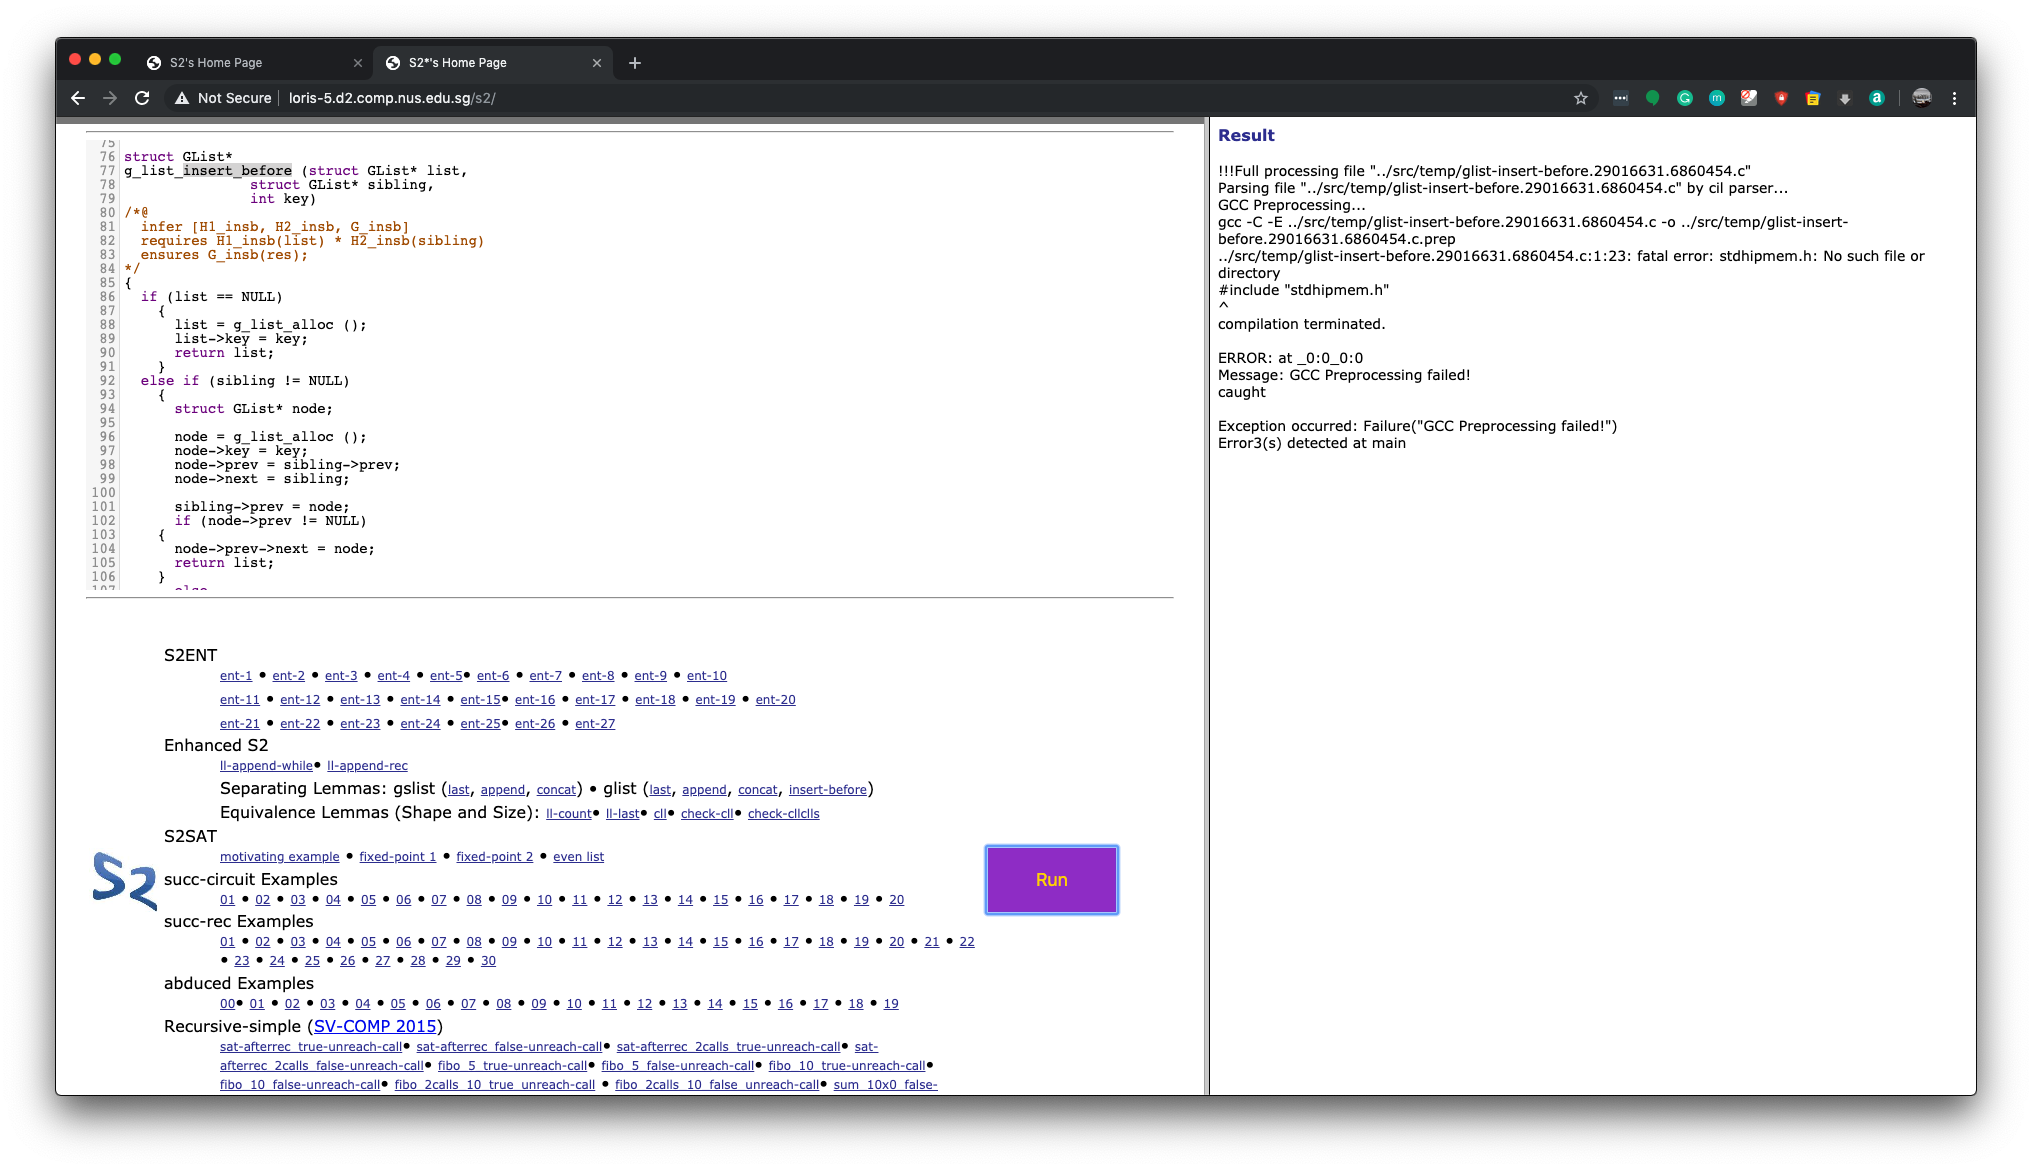 S2's Home Page
S2*'s Home Page
Not Secure
loris-5.d2.comp.nus.edu.sg/s2/
75
76 struct GList*
77 g_list_insert_before (struct GList* list,
78 struct GList* sibling,
79 int key)
80 /*@
81 infer [H1_insb, H2_insb, G_insb]
82 requires H1_insb(list) * H2_insb(sibling)
83 ensures G_insb(res);
84 */
85 {
86 if (list == NULL)
87 {
88 list = g_list_alloc ();
89 list->key = key;
90 return list;
91 }
92 else if (sibling != NULL)
93 {
94 struct GList* node;
95
96 node = g_list_alloc ();
97 node->key = key;
98 node->prev = sibling->prev;
99 node->next = sibling;
100
101 sibling->prev = node;
102 if (node->prev != NULL)
103 {
104 node->prev->next = node;
105 return list;
106 }
107 else
S2ENT
ent-1 • ent-2 • ent-3 • ent-4 • ent-5• ent-6 • ent-7 • ent-8 • ent-9 • ent-10
ent-11 • ent-12 • ent-13 • ent-14 • ent-15• ent-16 • ent-17 • ent-18 • ent-19 • ent-20
ent-21 • ent-22 • ent-23 • ent-24 • ent-25• ent-26 • ent-27
Enhanced S2
ll-append-while• ll-append-rec
Separating Lemmas: gslist (last, append, concat) • glist (last, append, concat, insert-before)
Equivalence Lemmas (Shape and Size): ll-count• ll-last• cll• check-cll• check-cllclls
S2SAT
motivating example • fixed-point 1 • fixed-point 2 • even list
S2
succ-circuit Examples
01 • 02 • 03 • 04 • 05 • 06 • 07 • 08 • 09 • 10 • 11 • 12 • 13 • 14 • 15 • 16 • 17 • 18 • 19 • 20
Run
succ-rec Examples
01 • 02 • 03 • 04 • 05 • 06 • 07 • 08 • 09 • 10 • 11 • 12 • 13 • 14 • 15 • 16 • 17 • 18 • 19 • 20 • 21 • 22
• 23 • 24 • 25 • 26 • 27 • 28 • 29 • 30
abduced Examples
00• 01 • 02 • 03 • 04 • 05 • 06 • 07 • 08 • 09 • 10 • 11 • 12 • 13 • 14 • 15 • 16 • 17 • 18 • 19
Recursive-simple (SV-COMP 2015)
sat-afterrec_true-unreach-call• sat-afterrec_false-unreach-call• sat-afterrec_2calls_true-unreach-call• sat-
afterrec_2calls_false-unreach-call• fibo_5_true-unreach-call• fibo_5_false-unreach-call• fibo_10_true-unreach-call•
fibo_10_false-unreach-call• fibo_2calls_10_true_unreach-call • fibo_2calls_10_false_unreach-call• sum_10x0_false-
Result
!!!Full processing file "../src/temp/glist-insert-before.29016631.6860454.c"
Parsing file "../src/temp/glist-insert-before.29016631.6860454.c" by cil parser...
GCC Preprocessing...
gcc -C -E ../src/temp/glist-insert-before.29016631.6860454.c -o ../src/temp/glist-insert-
before.29016631.6860454.c.prep
../src/temp/glist-insert-before.29016631.6860454.c:1:23: fatal error: stdhipmem.h: No such file or
directory
#include "stdhipmem.h"
^
compilation terminated.
ERROR: at _0:0_0:0
Message: GCC Preprocessing failed!
caught
Exception occurred: Failure("GCC Preprocessing failed!")
Error3(s) detected at main